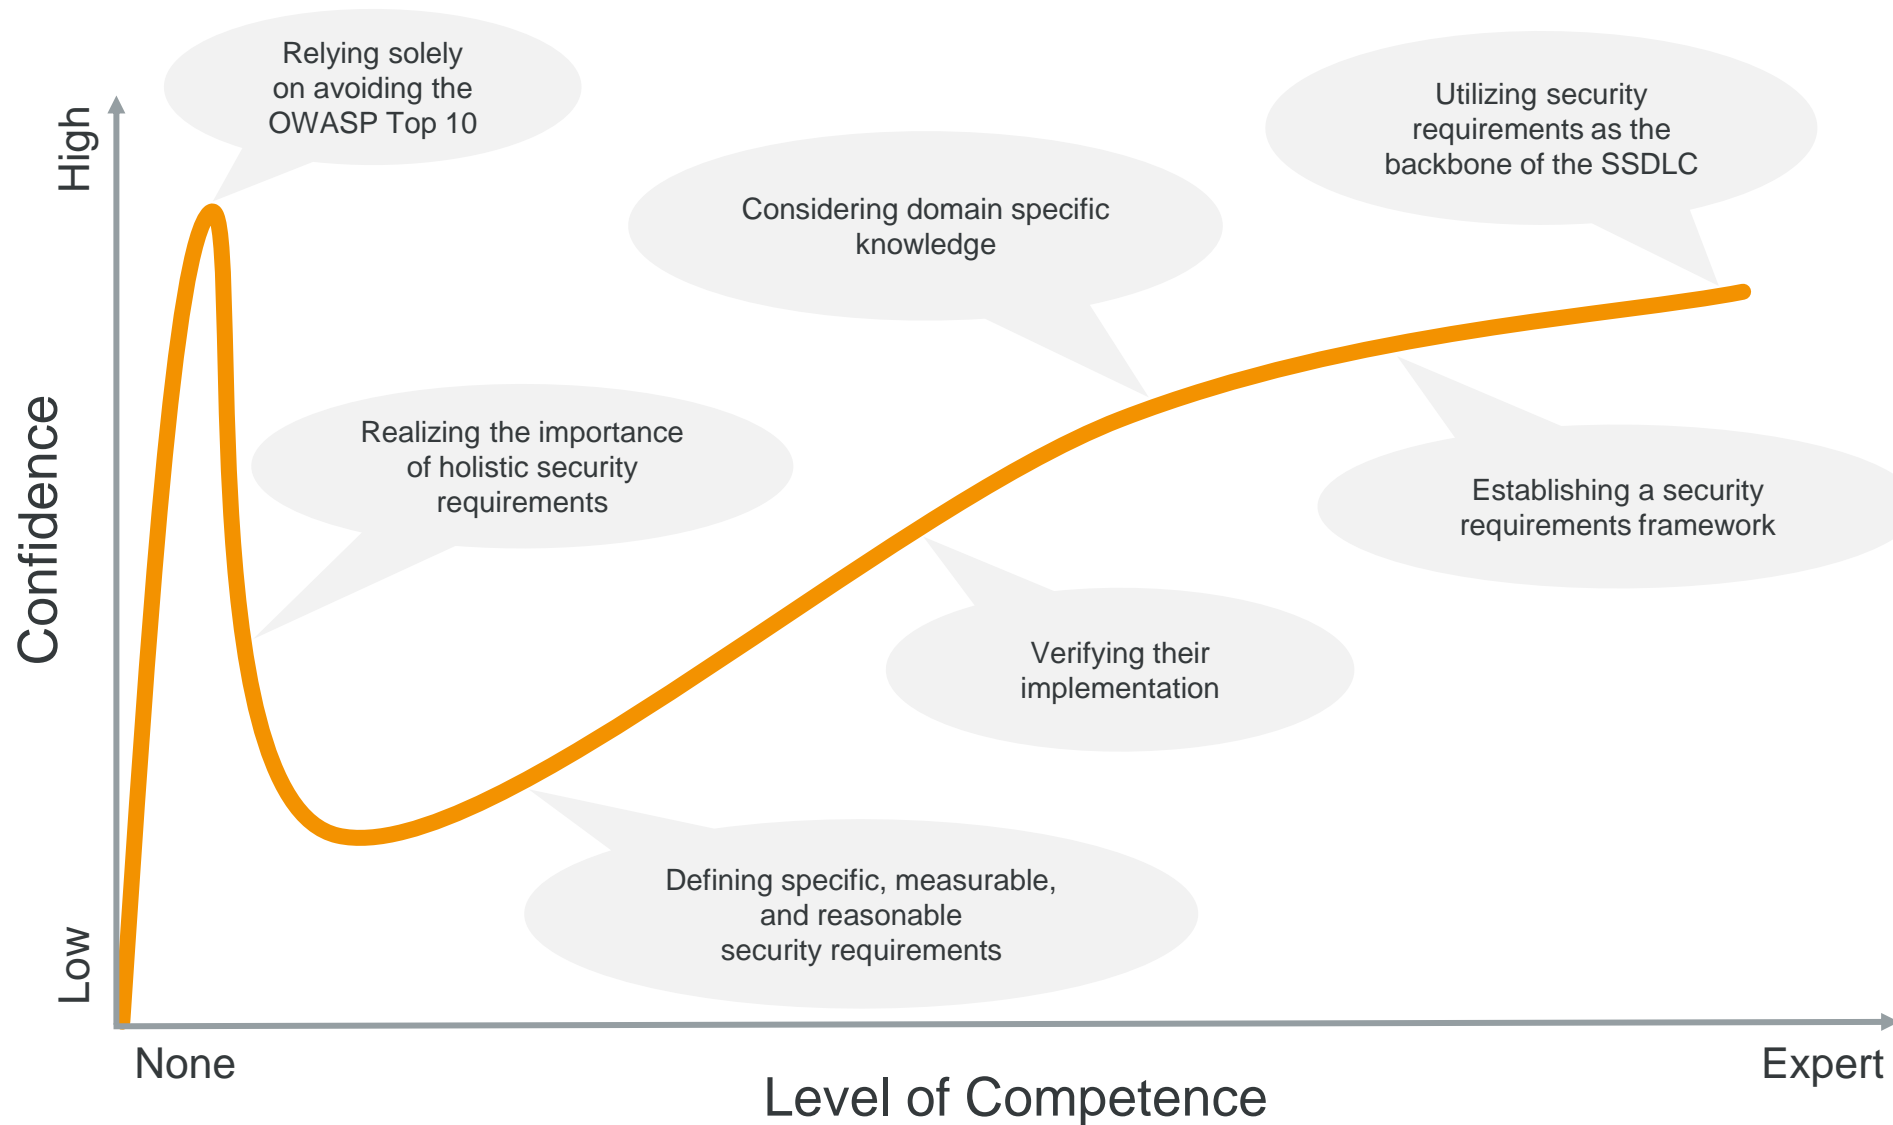 Relying solely
on avoiding the
OWASP Top 10
Utilizing security
requirements as the
backbone of the SSDLC
High
Considering domain specific
knowledge
Realizing the importance
of holistic security
requirements
Confidence
Establishing a security
requirements framework
Verifying their
implementation
Defining specific, measurable,
and reasonable
security requirements
Low
None
Expert
Level of Competence